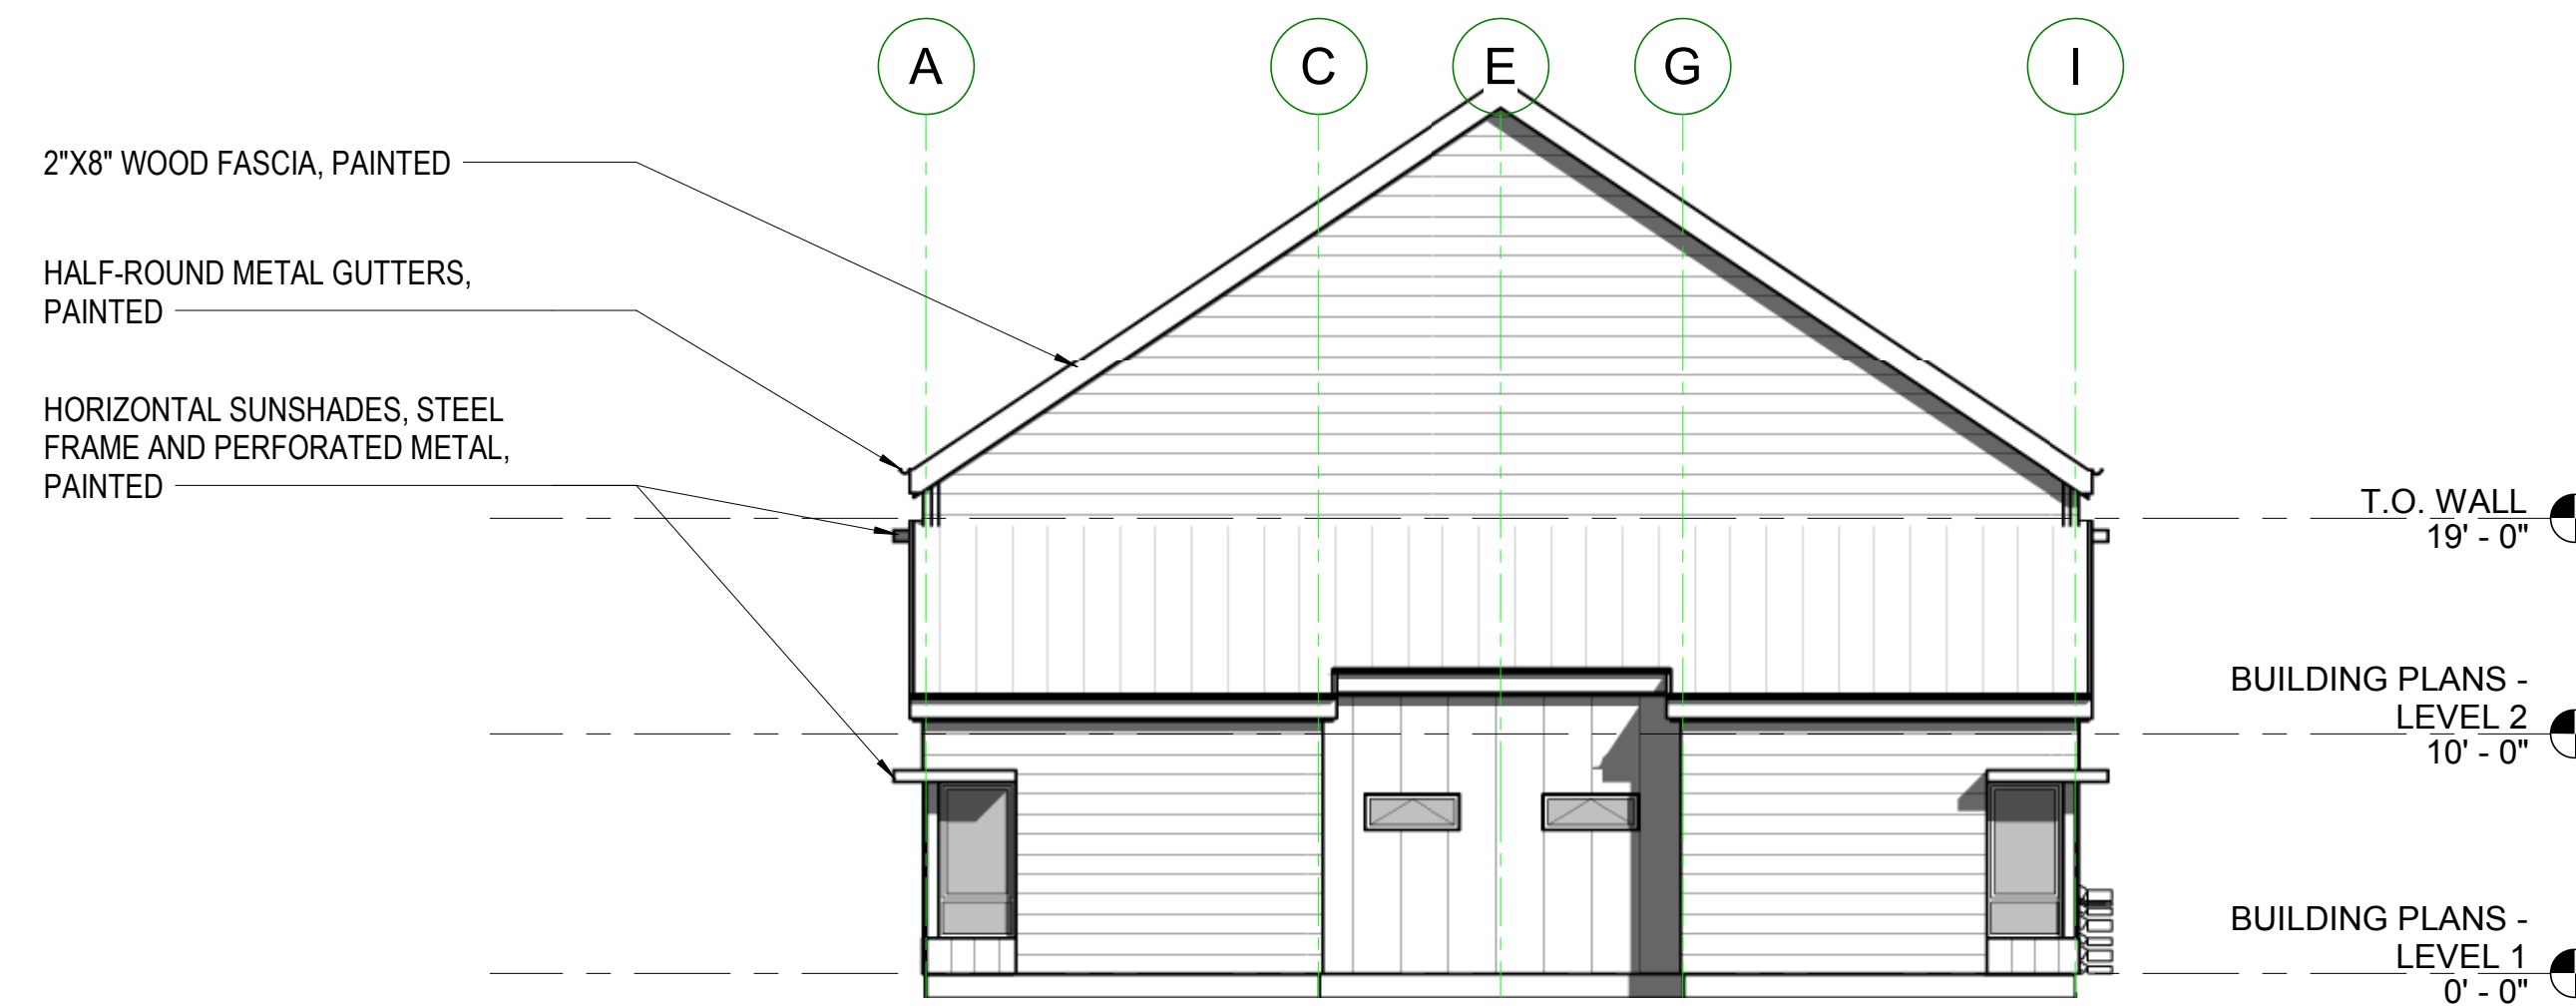 A C E G I
2"X8" WOOD FASCIA, PAINTED
HALF-ROUND METAL GUTTERS,
PAINTED
HORIZONTAL SUNSHADES, STEEL
FRAME AND PERFORATED METAL,
PAINTED
T.O. WALL
19' - 0"
BUILDING PLANS -
LEVEL 2
10' - 0"
BUILDING PLANS -
LEVEL 1
0' - 0"